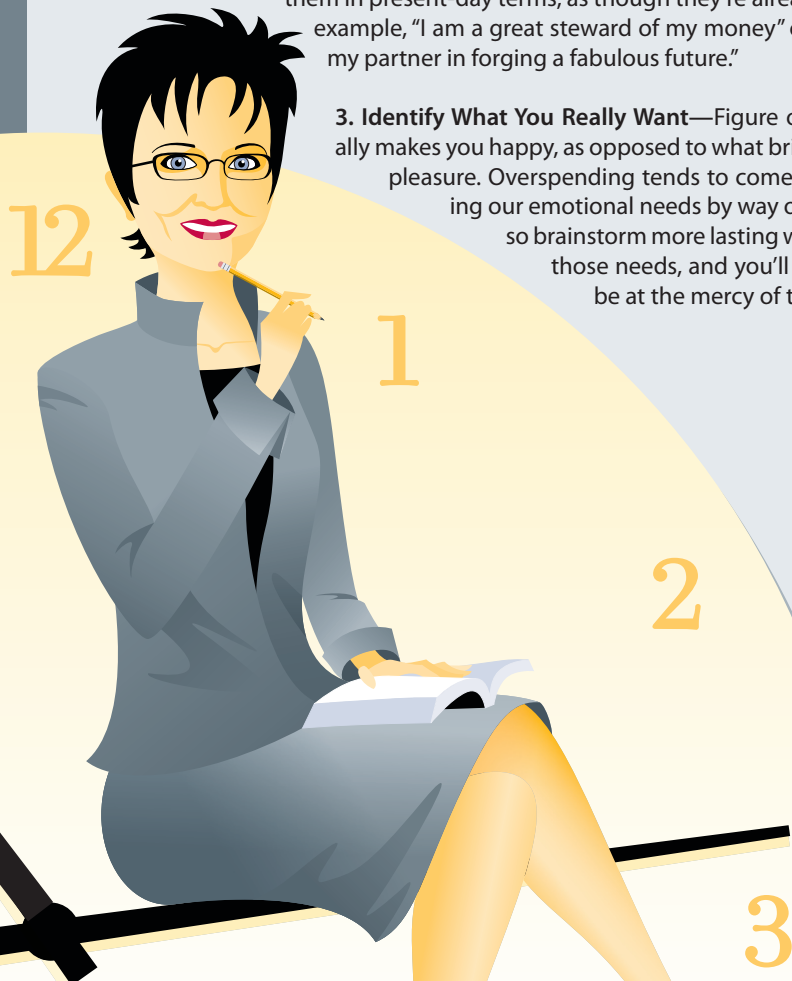 them in present-day terms, as though they're alrea
example, “I am a great steward of my money”
my partner in forging a fabulous future.”
3. Identify What You Really Want—Figure
ally makes you happy, as opposed to what bri
pleasure. Overspending tends to come
ing our emotional needs by way
so brainstorm more lasting
those needs, and you'll
be at the mercy of
12
1
2
3